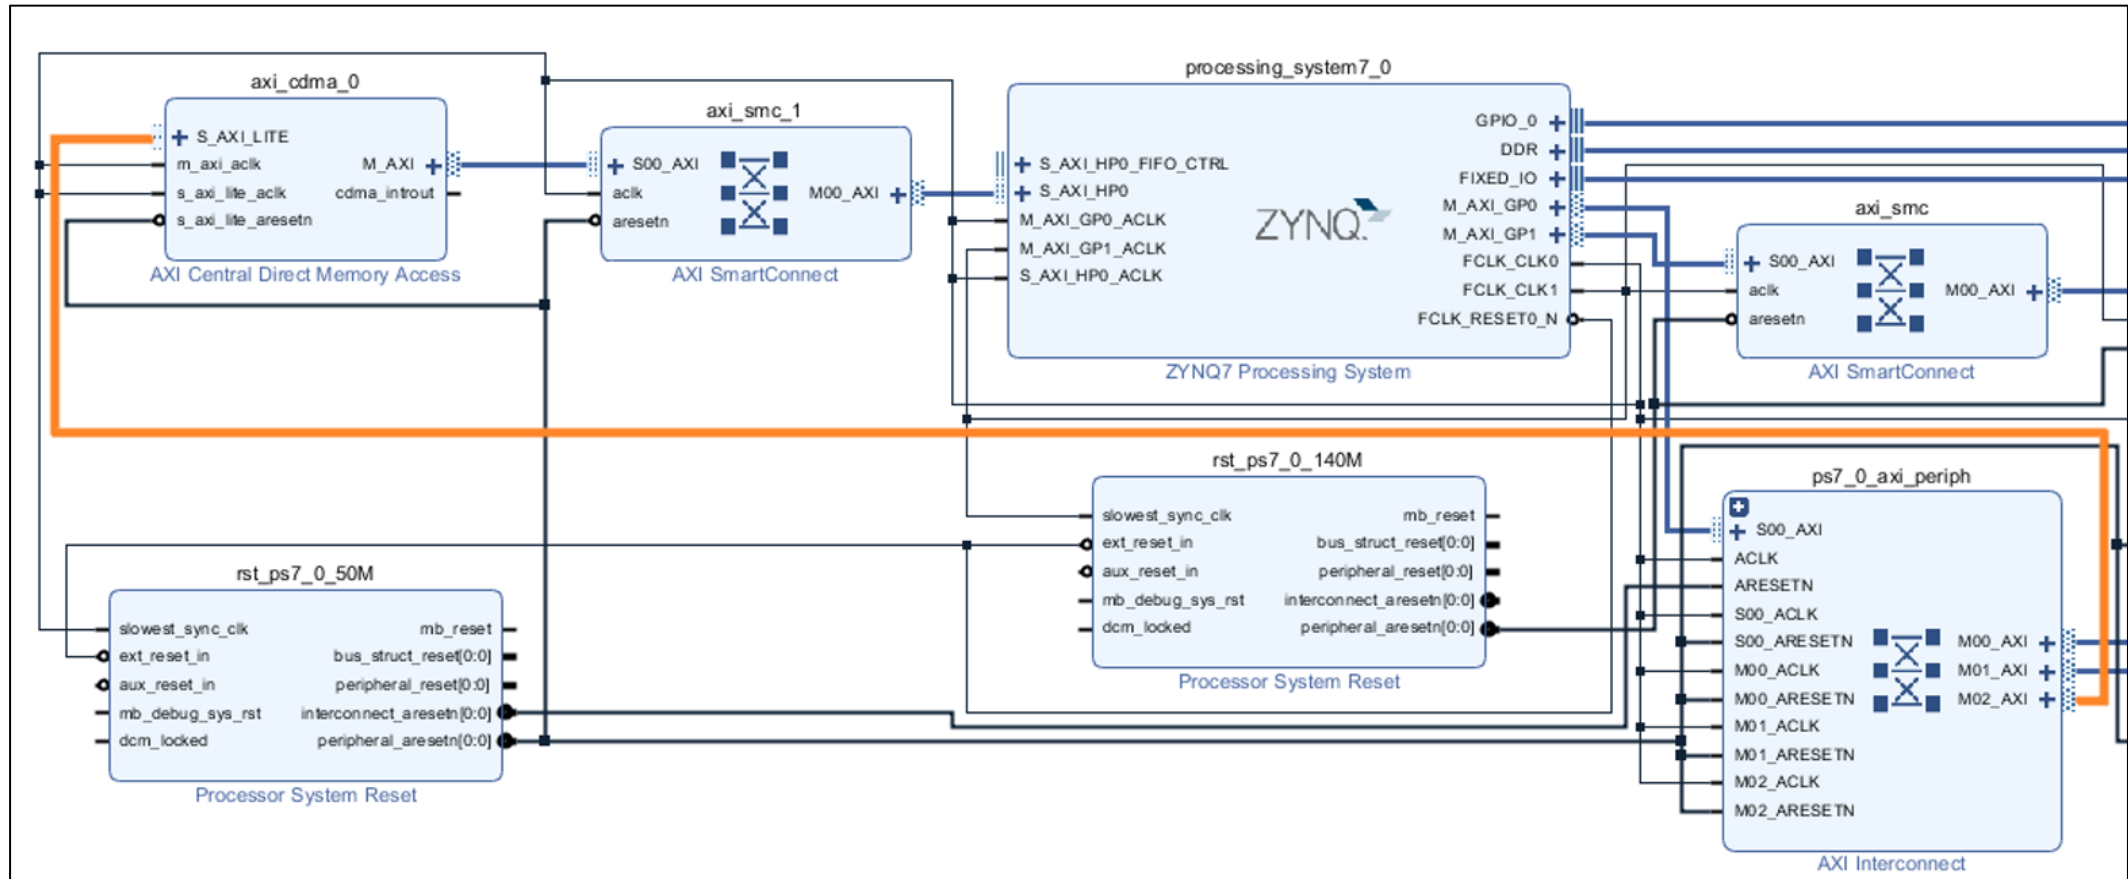 axi_cdma_0
S_AXI_LITE
m_axi_aclk
M_AXI
s_axi_lite_aclk
cdma_introut
s_axi_lite_aresetn
AXI Central Direct Memory Access
axi_smc_1
S00_AXI
aclk
M00_AXI
aresetn
AXI SmartConnect
processing_system7_0
GPIO_0
DDR
S_AXI_HP0_FIFO_CTRL
FIXED_IO
S_AXI_HP0
M_AXI_GP0
M_AXI_GP0_ACLK
ZYNQ.
M_AXI_GP1
M_AXI_GP1_ACLK
FCLK_CLK0
S_AXI_HP0_ACLK
FCLK_CLK1
FCLK_RESET0_N
ZYNQ7 Processing System
axi_smc
S00_AXI
aclk
M00_AXI
aresetn
AXI SmartConnect
rst_ps7_0_140M
slowest_sync_clk
mb_reset
ext_reset_in
bus_struct_reset[0:0]
aux_reset_in
peripheral_reset[0:0]
mb_debug_sys_rst
interconnect_aresetn[0:0]
dcm_locked
peripheral_aresetn[0:0]
Processor System Reset
rst_ps7_0_50M
slowest_sync_clk
mb_reset
ext_reset_in
bus_struct_reset[0:0]
aux_reset_in
peripheral_reset[0:0]
mb_debug_sys_rst
interconnect_aresetn[0:0]
dcm_locked
peripheral_aresetn[0:0]
Processor System Reset
ps7_0_axi_periph
S00_AXI
ACLK
ARESETN
S00_ACLK
S00_ARESETN
M00_AXI
M00_ACLK
M01_AXI
M00_ARESETN
M02_AXI
M01_ACLK
M01_ARESETN
M02_ACLK
M02_ARESETN
AXI Interconnect